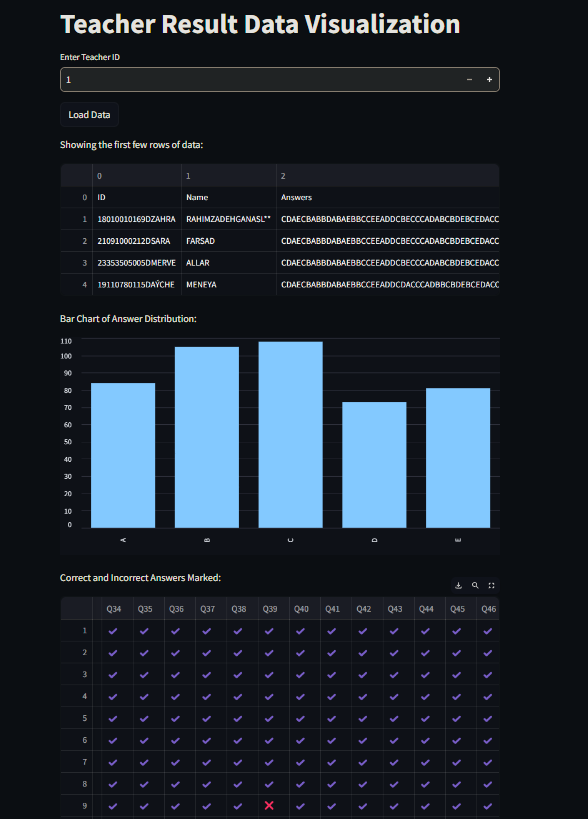 Teacher Result Data Visualization
Enter Teacher ID
1 − +
Load Data
Showing the first few rows of data:
0 1 2
0 ID Name Answers
1 18010010169DZAHRA RAHIMZADEHGANASL** CDAECBABBDABAEBBCCEEADDCBECCCADABCBDEBCEDACC
2 21091000212DSARA FARSAD CDAECBABBDABAEBBCCEEADDCBECCCADABCBDEBCEDACC
3 23353505005DMERVE ALLAR CDAECBABBDABAEBBCCEEADDCBECCCADABCBDEBCEDACC
4 19110780115DAŸCHE MENEYA CDAECBABBDABAEBBCCEEADDCDACCCADBBCBDEBCEDACC
Bar Chart of Answer Distribution:
110
100
90
80
70
60
50
40
30
20
10
0
A B C D E
Correct and Incorrect Answers Marked:
Q34 Q35 Q36 Q37 Q38 Q39 Q40 Q41 Q42 Q43 Q44 Q45 Q46
1
2
3
4
5
6
7
8
9